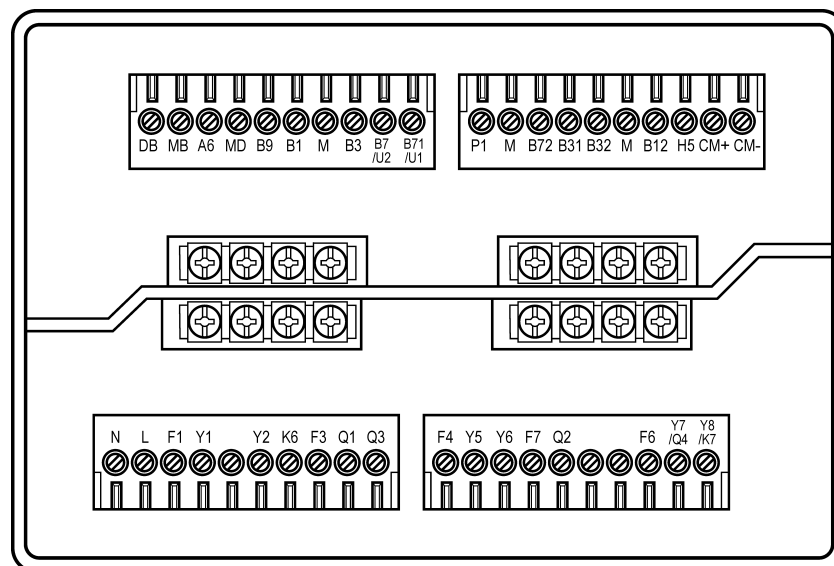 DB MB A6 MD B9 B1 M B3 B7/U2 B71/U1
P1 M B72 B31 B32 M B12 H5 CM+ CM-
N L F1 Y1 Y2 K6 F3 Q1 Q3
F4 Y5 Y6 F7 Q2 F6 Y7/Q4 Y8/K7